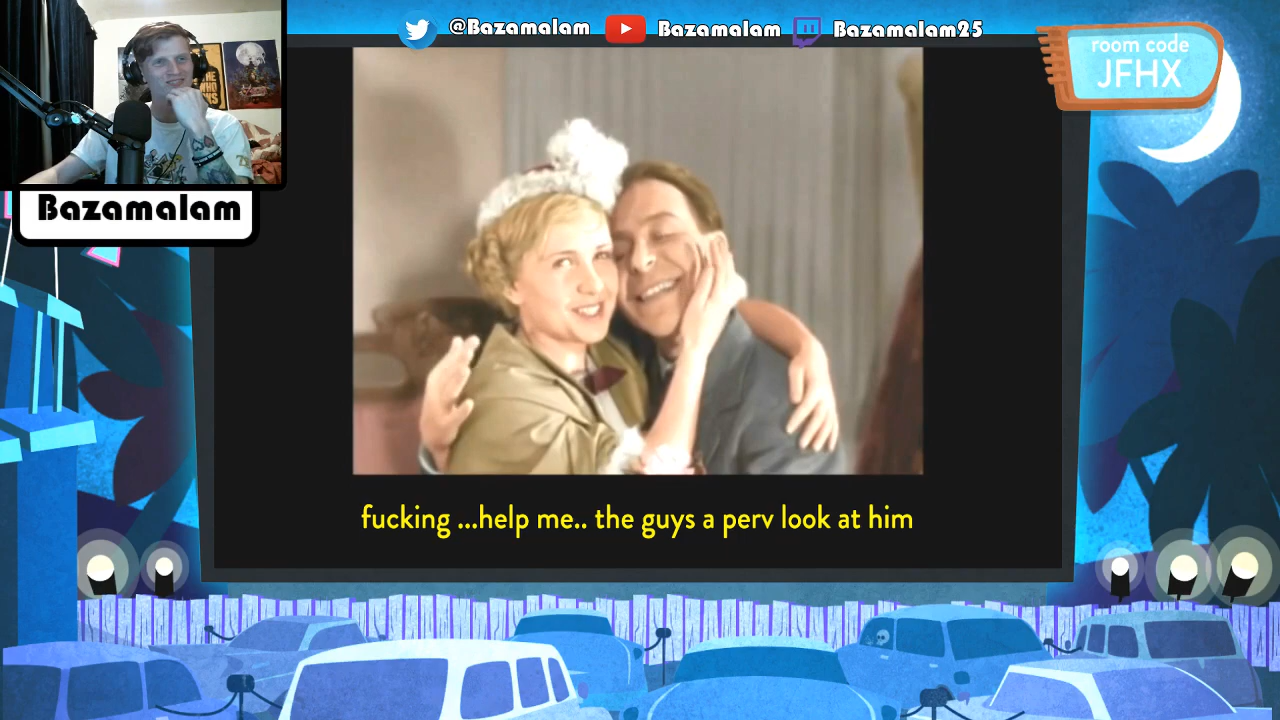 @Bazamalam
Bazamalam
Bazamalam25
room code
JFHX
Bazamalam
fucking ...help me.. the guys a perv look at him